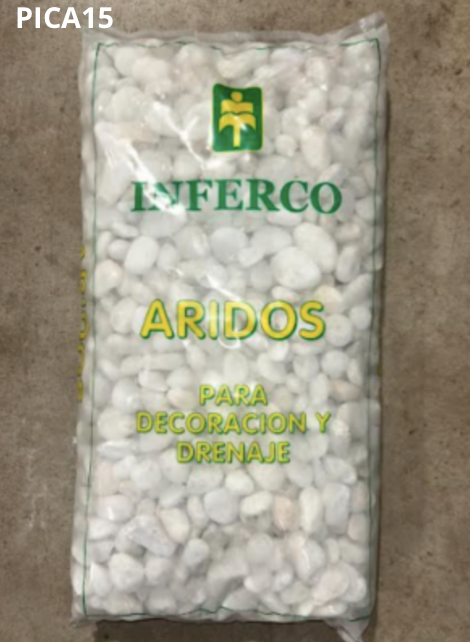 PICA15
INFERCO
ARIDOS
PARA
DECORACION Y
DRENAJE